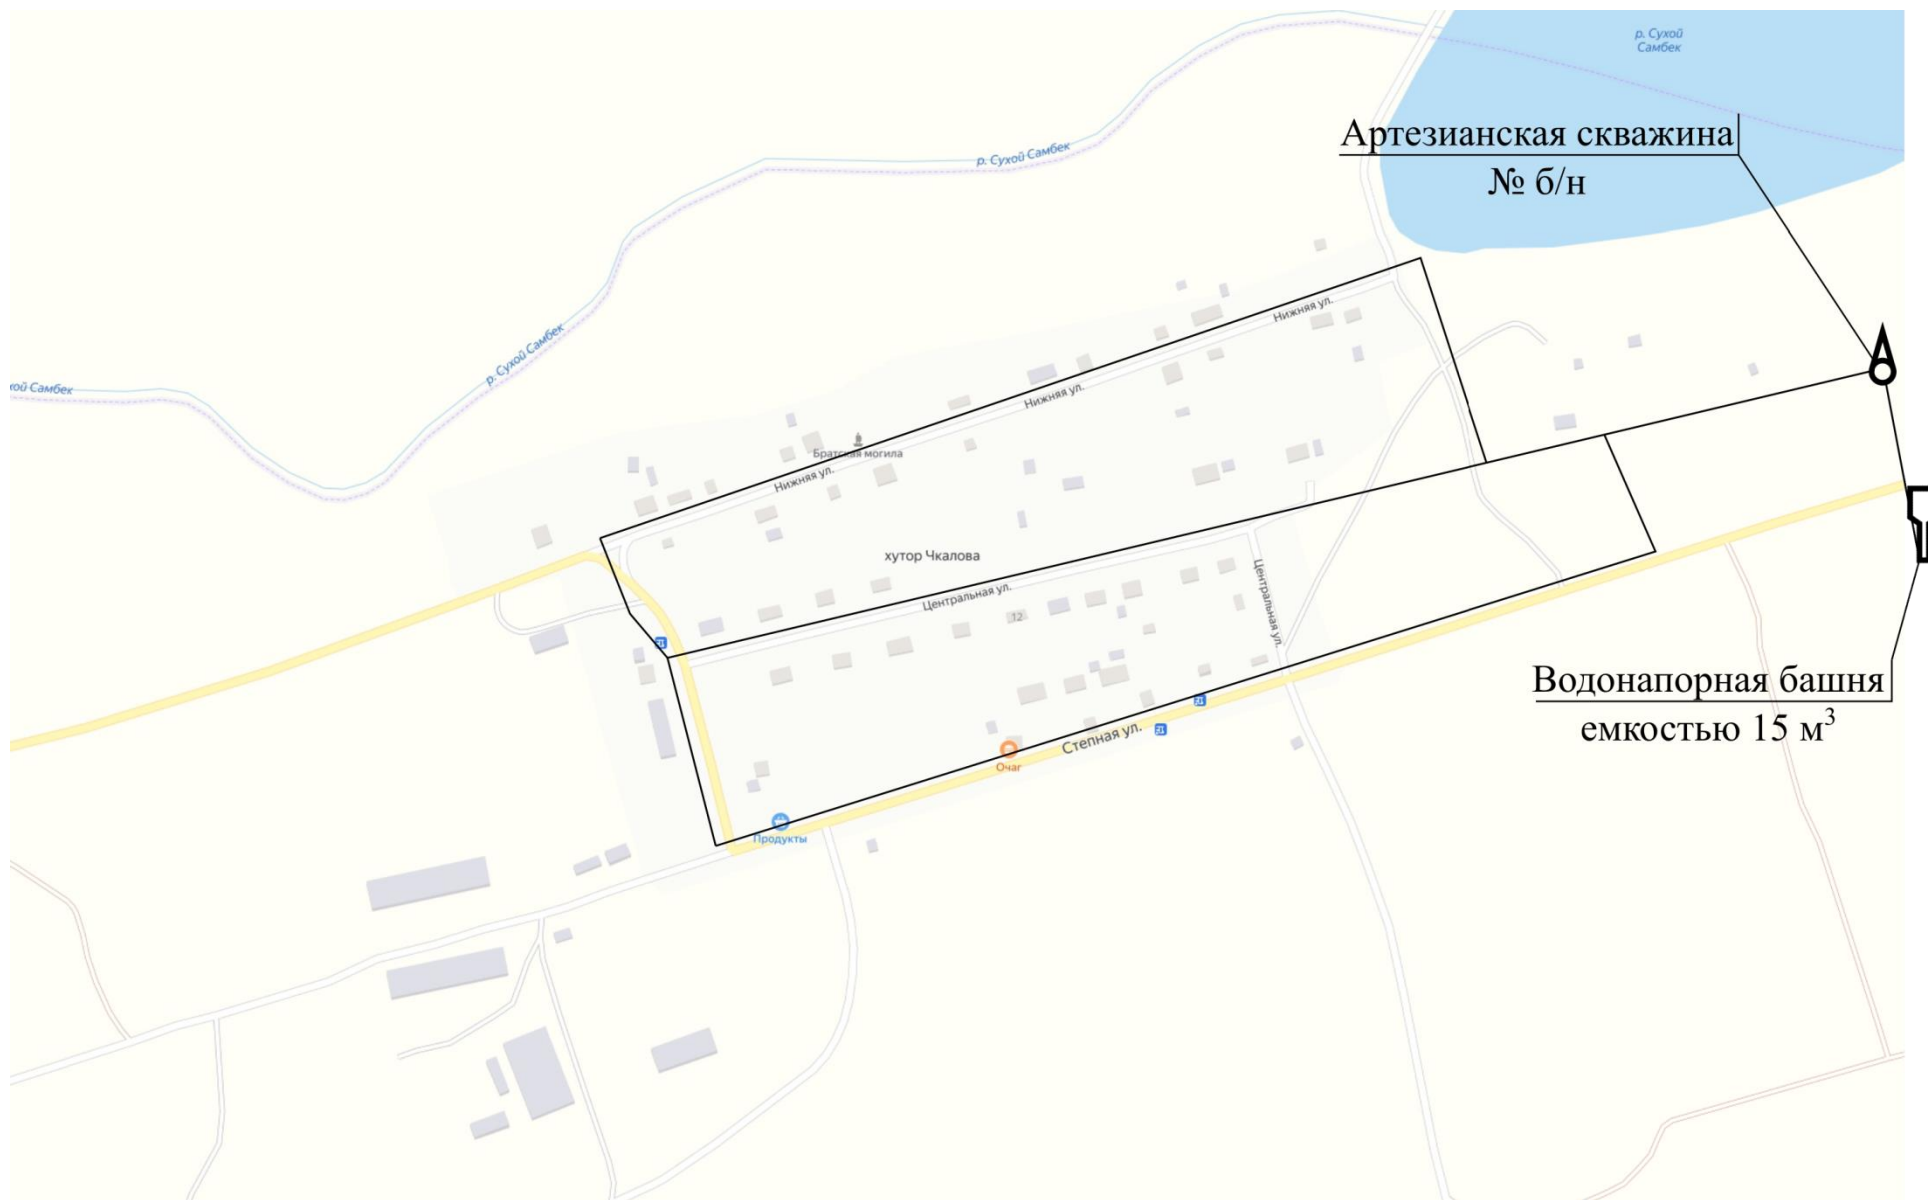 р. Сухой
Самбек
Артезианская скважина
№ б/н
р. Сухой Самбек
Нижняя ул.
р. Сухой Самбек
хой Самбек
Нижняя ул.
Братская могила
Нижняя ул.
хутор Чкалова
Центральная ул.
Центральная ул.
12
Водонапорная башня
емкостью 15 м³
Степная ул.
Очаг
Продукты